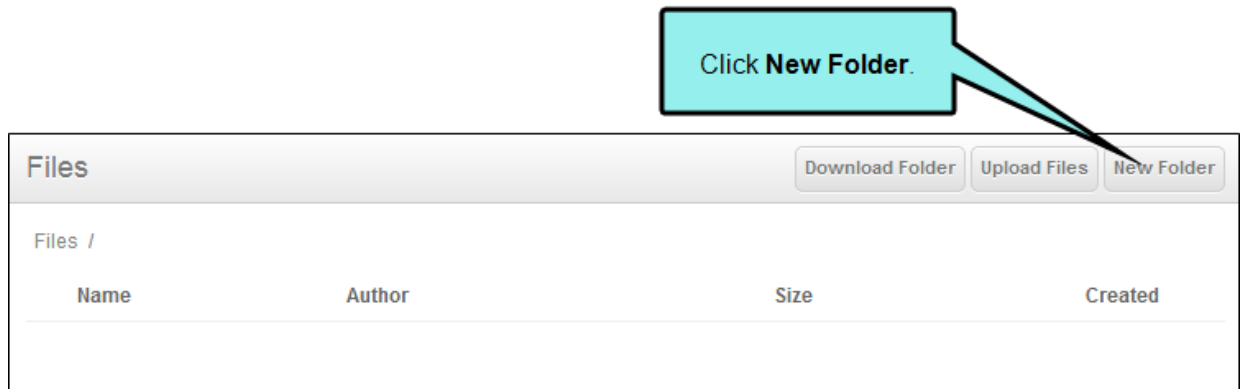 Click New Folder.
Files Download Folder Upload Files New Folder
Files /
Name Author Size Created